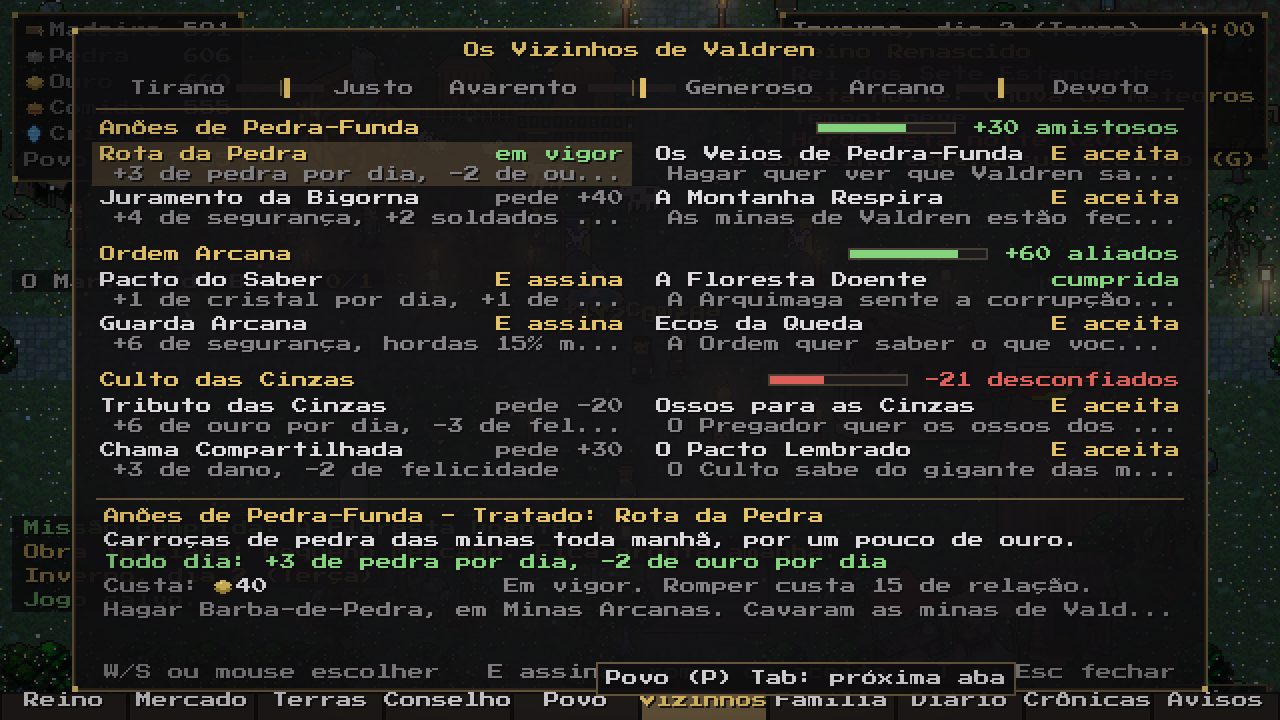 Os Vizinhos de Valdren
Tirano Justo Avarento Generoso Arcano Devoto
Anões de Pedra-Funda +30 amistosos
Rota da Pedra em vigor
+3 de pedra por dia, -2 de ou...
Os Veios de Pedra-Funda E aceita
Hagar quer ver que Valdren sa...
Juramento da Bigorna pede +40
+4 de segurança, +2 soldados ...
A Montanha Respira E aceita
As minas de Valdren estão fec...
Ordem Arcana +60 aliados
Pacto do Saber E assina
+1 de cristal por dia, +1 de ...
A Floresta Doente cumprida
A Arquimaga sente a corrupção...
Guarda Arcana E assina
+6 de segurança, hordas 15% m...
Ecos da Queda E aceita
A Ordem quer saber o que voc...
Culto das Cinzas -21 desconfiados
Tributo das Cinzas pede -20
+6 de ouro por dia, -3 de fel...
Ossos para as Cinzas E aceita
O Pregador quer os ossos dos ...
Chama Compartilhada pede +30
+3 de dano, -2 de felicidade
O Pacto Lembrado E aceita
O Culto sabe do gigante das m...
Anões de Pedra-Funda - Tratado: Rota da Pedra
Carroças de pedra das minas toda manhã, por um pouco de ouro.
Todo dia: +3 de pedra por dia, -2 de ouro por dia
Custa: 40 Em vigor. Romper custa 15 de relação.
Hagar Barba-de-Pedra, em Minas Arcanas. Cavaram as minas de Vald...
W/S ou mouse escolher E assin
Povo (P) Tab: próxima aba
Esc fechar
Reino Mercado Terras Conselho Povo Vizinhos Família Diário Crônicas Avisos